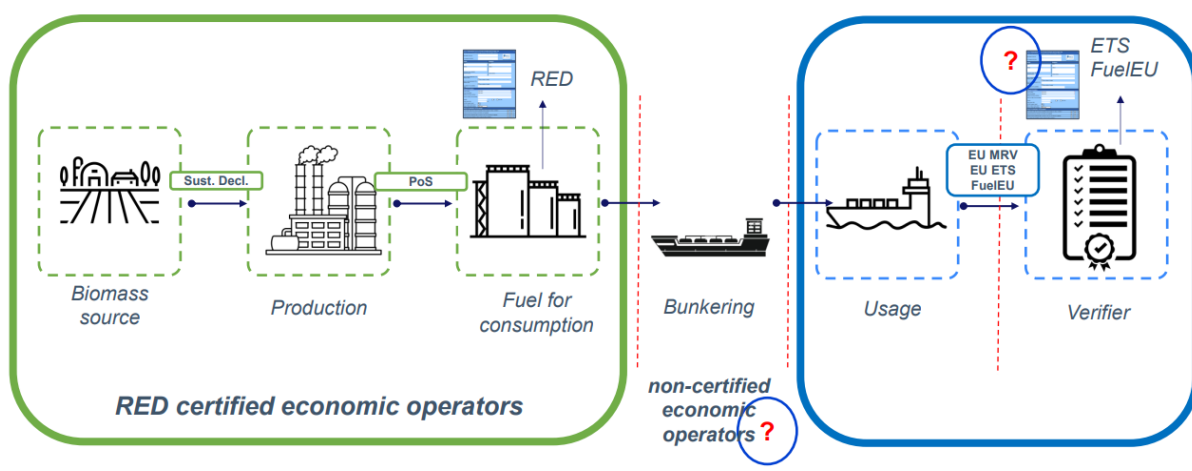 ?
ETS
FuelEU
RED
Sust. Decl.
PoS
EU MRV
EU ETS
FuelEU
Biomass
source
Production
Fuel for
consumption
Bunkering
Usage
Verifier
RED certified economic operators
non-certified
economic
operators ?